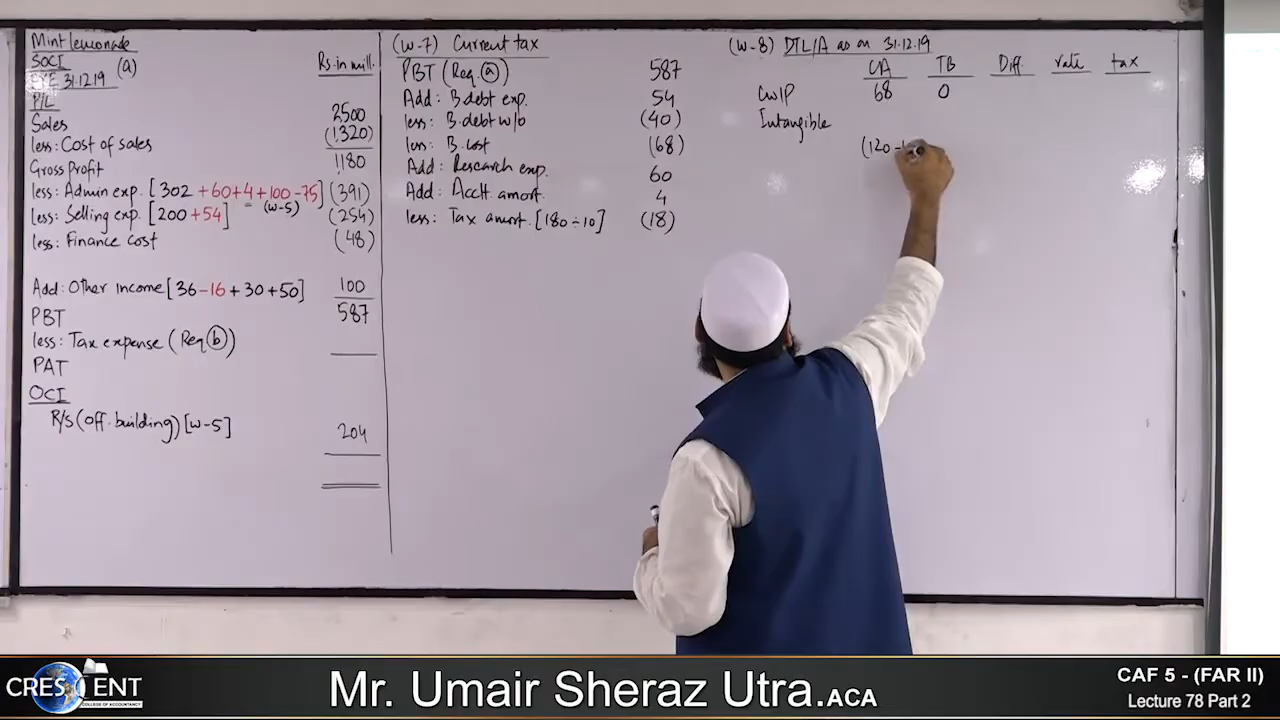 Mint lemonade
SOCI (a)
31.12.19 Rs. in mill.
P/L
Sales 2500
less: Cost of sales (1320)
Gross Profit 1180
less: Admin exp. [302 +60+4+100-75] (391)
less: Selling exp. [200 +54] (w-5) (254)
less: Finance cost (48)
Add: Other income [36-16+30+50] 100
PBT 587
less: Tax expense (Req. b)
PAT
OCI
R/S (off. building) [w-5] 204
(w-7) Current tax
PBT (Req. a) 587
Add: B.debt exp. 54
less: B.debt w/o (40)
less: B.cost (68)
Add: Research exp. 60
Add: Acctt amort. 4
less: Tax amort. [180÷10] (18)
(w-8) DTL/A as on 31.12.19
CA TB Diff. rate tax
CWIP 68 0
Intangible
(120-
CRESCENT
COLLEGE OF ACCOUNTANCY
Mr. Umair Sheraz Utra.ACA
CAF 5 - (FAR II)
Lecture 78 Part 2